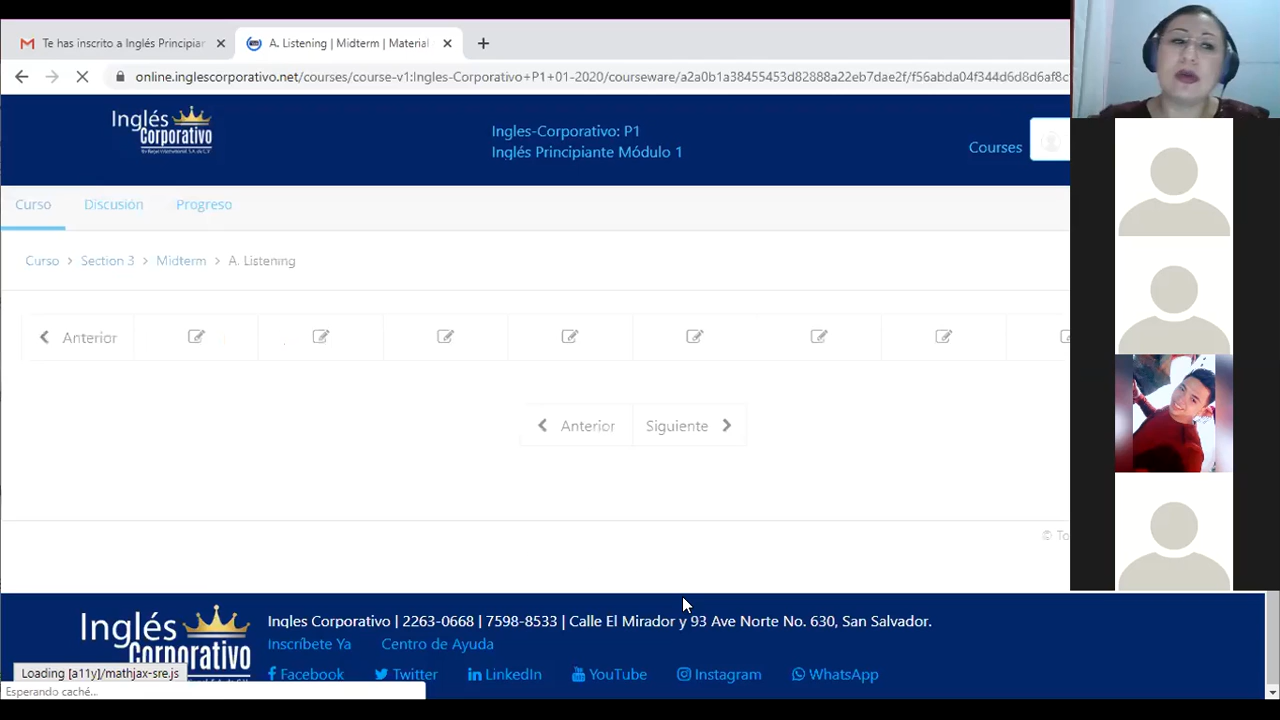 Te has inscrito a Inglés Principiar
A. Listening | Midterm | Material
online.inglescorporativo.net/courses/course-v1:Ingles-Corporativo+P1+01-2020/courseware/a2a0b1a38455453d82888a22eb7dae2f/f56abda04f344d6d8d6af8c
Inglés
Corporativo
Ingles-Corporativo: P1
Inglés Principiante Módulo 1
Courses
Curso
Discusión
Progreso
Curso > Section 3 > Midterm > A. Listening
Anterior
Anterior
Siguiente
© To
Inglés
Corporativo
Ingles Corporativo | 2263-0668 | 7598-8533 | Calle El Mirador y 93 Ave Norte No. 630, San Salvador.
Inscríbete Ya
Centro de Ayuda
Facebook
Twitter
LinkedIn
YouTube
Instagram
WhatsApp
Loading [a11y]/mathjax-sre.js
Esperando caché...